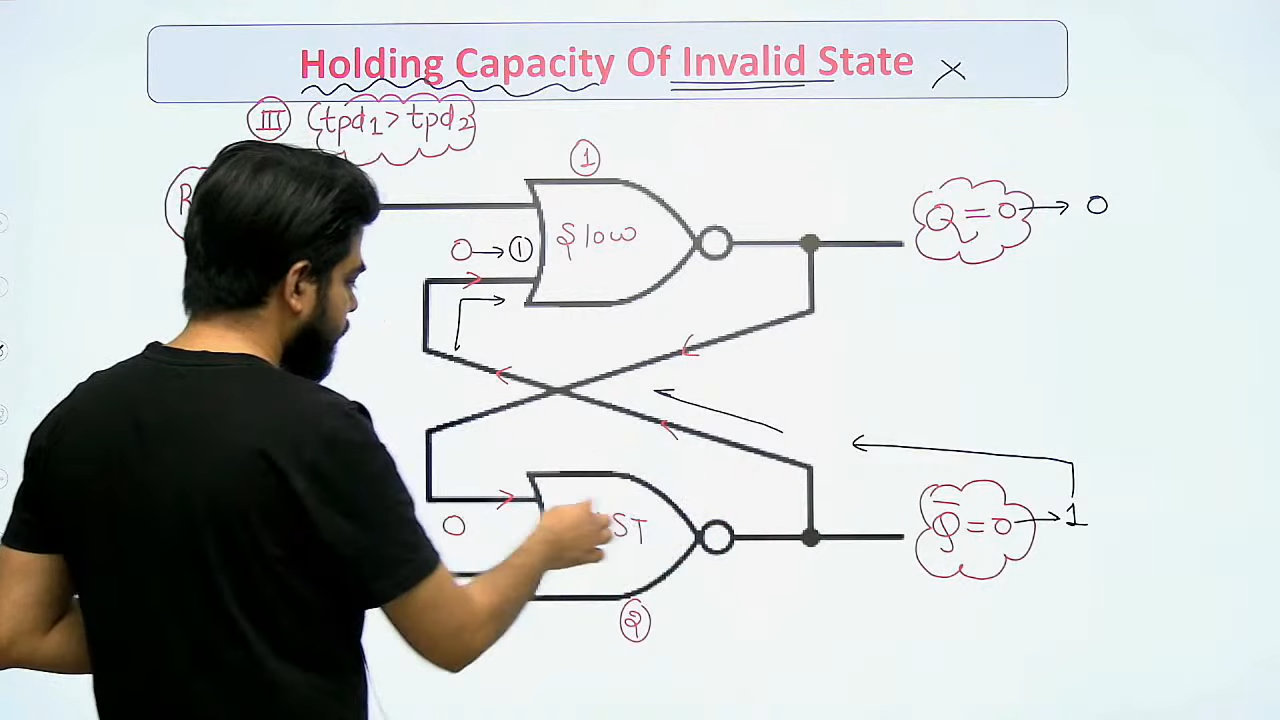 Holding Capacity Of Invalid State ×
III (tpd1 > tpd2)
1
R
Slow
Q = 0 → 0
0 → 1
0
ST
Q̅ = 0 → 1
2